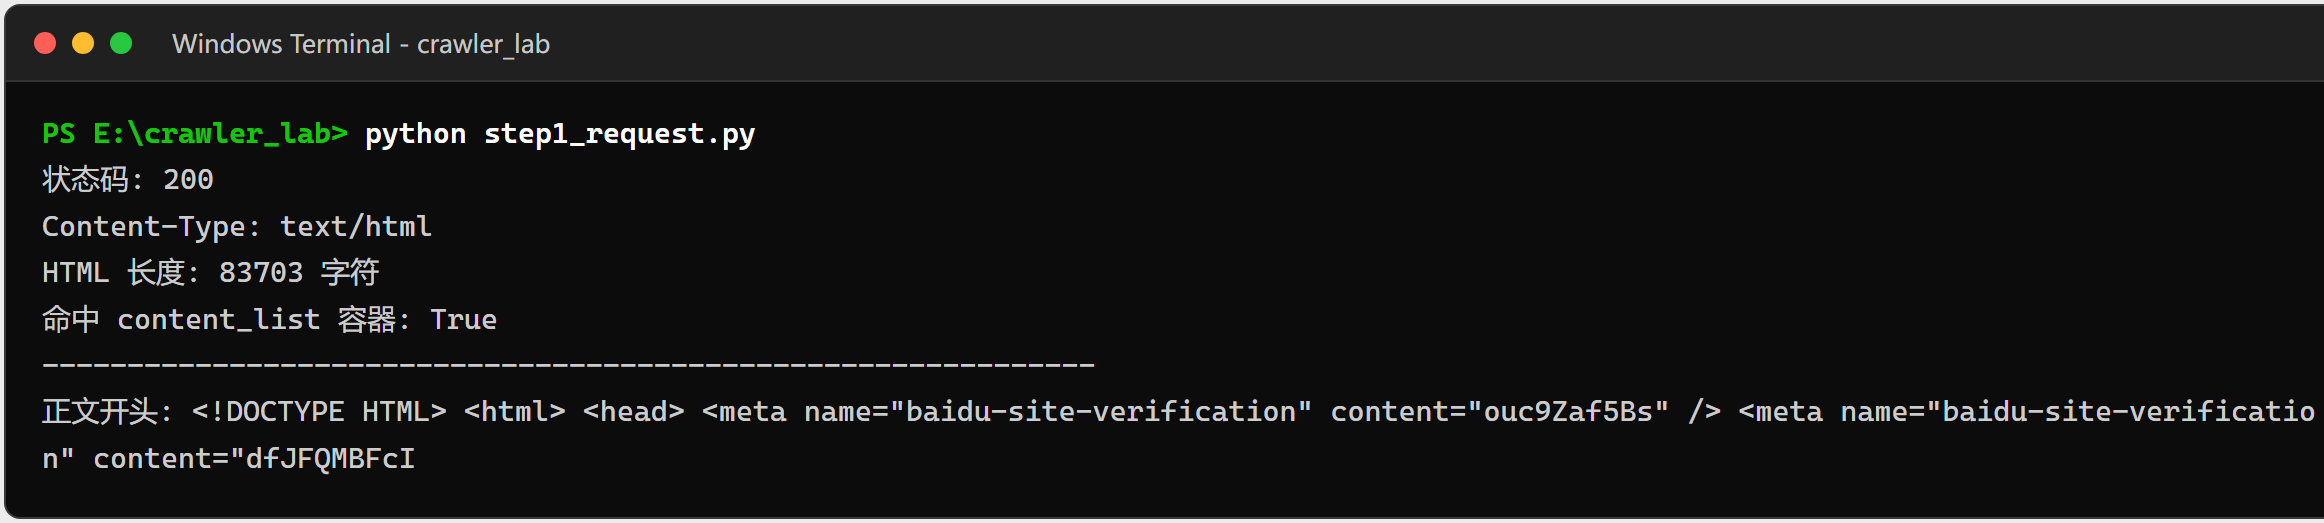 Windows Terminal - crawler_lab
PS E:\crawler_lab> python step1_request.py
状态码: 200
Content-Type: text/html
HTML 长度: 83703 字符
命中 content_list 容器: True
--------------------------------------------------------------
正文开头: <!DOCTYPE HTML> <html> <head> <meta name="baidu-site-verification" content="ouc9Zaf5Bs" /> <meta name="baidu-site-verificatio
n" content="dfJFQMBFcI